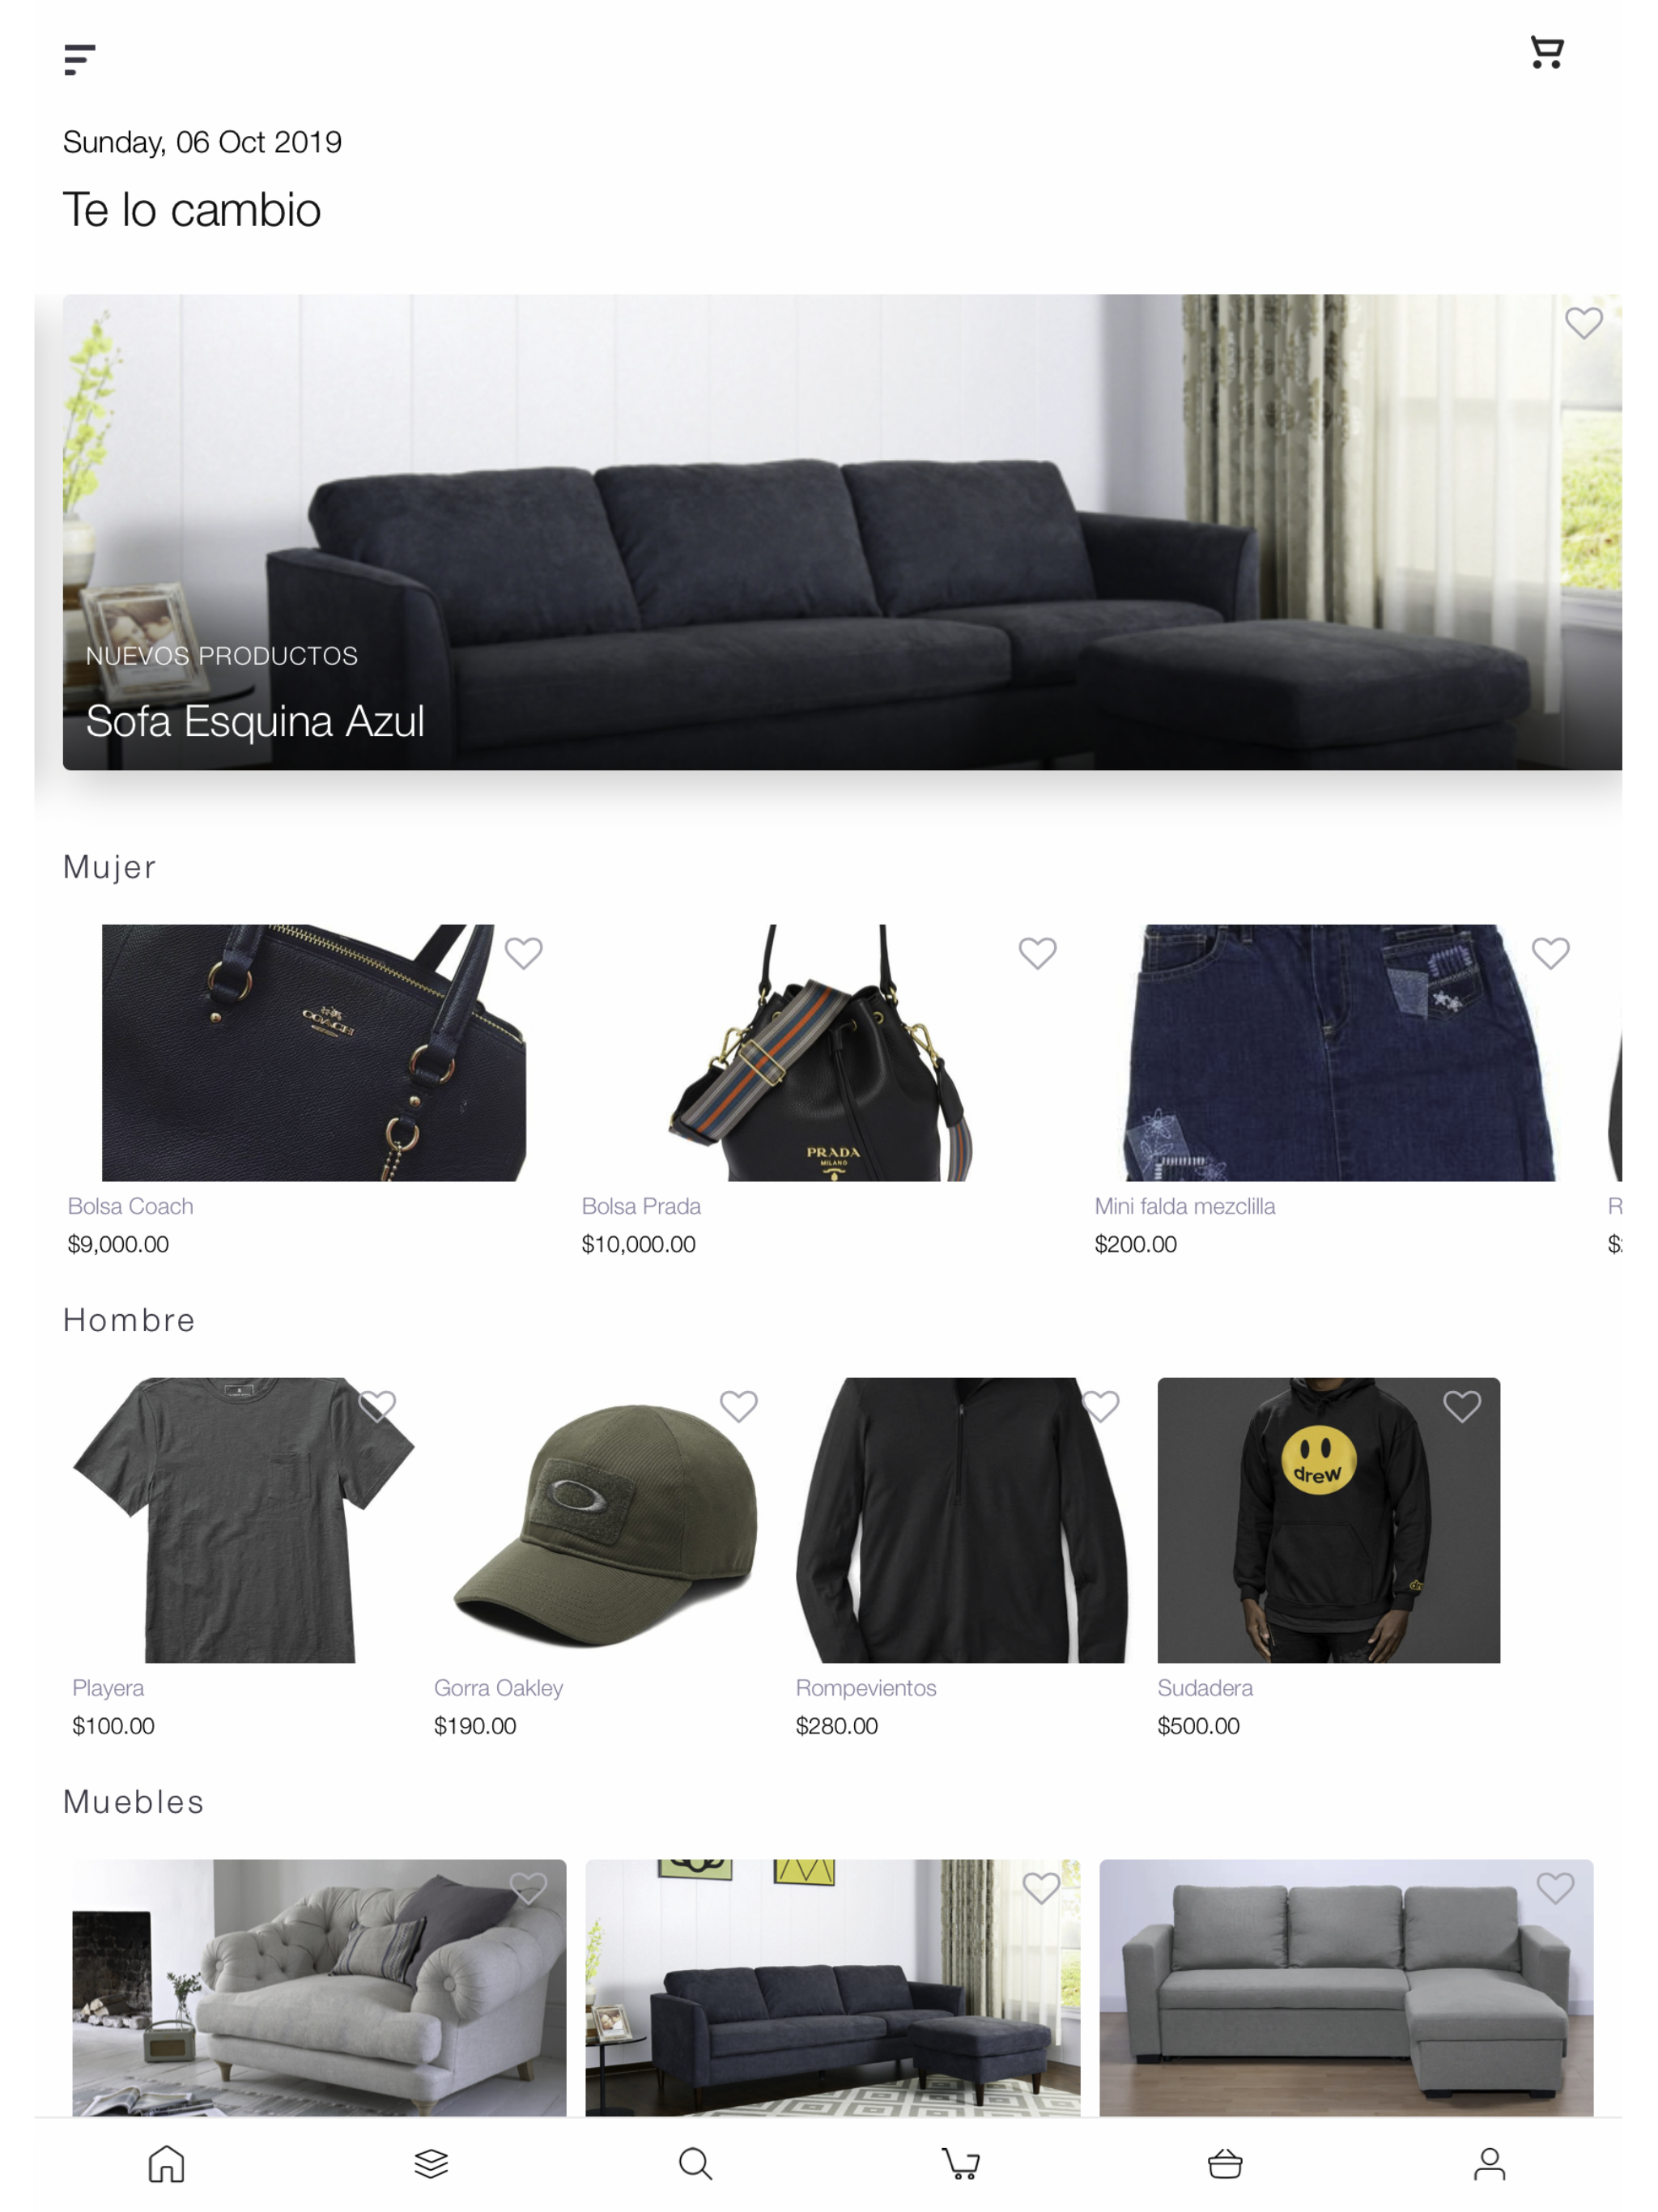 Sunday, 06 Oct 2019
Te lo cambio
NUEVOS PRODUCTOS
Sofa Esquina Azul
Mujer
COACH
PRADA
MILANO
Bolsa Coach
$9,000.00
Bolsa Prada
$10,000.00
Mini falda mezclilla
$200.00
R
$
Hombre
drew
Playera
$100.00
Gorra Oakley
$190.00
Rompevientos
$280.00
Sudadera
$500.00
Muebles